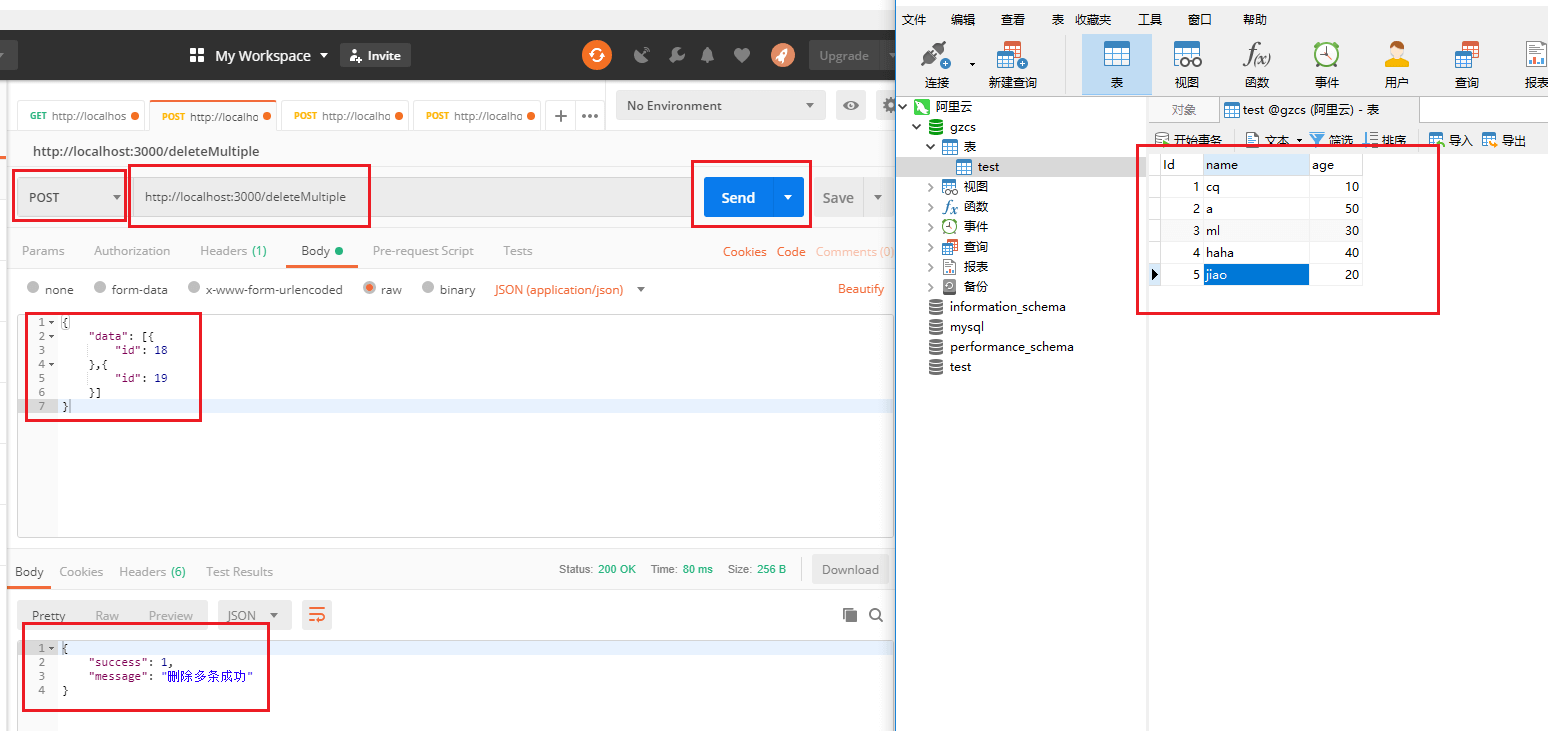 My Workspace
Invite
Upgrade
GET http://localhos
POST http://localho
POST http://localho
POST http://localho
No Environment
http://localhost:3000/deleteMultiple
POST
http://localhost:3000/deleteMultiple
Send
Save
Params
Authorization
Headers (1)
Body
Pre-request Script
Tests
Cookies
Code
Comments (0)
none
form-data
x-www-form-urlencoded
raw
binary
JSON (application/json)
Beautify
1 {
2 "data": [{
3 "id": 18
4 },{
5 "id": 19
6 }]
7 }
Body
Cookies
Headers (6)
Test Results
Status: 200 OK
Time: 80 ms
Size: 256 B
Download
Pretty
Raw
Preview
JSON
1 {
2 "success": 1,
3 "message": "删除多条成功"
4 }
文件
编辑
查看
表
收藏夹
工具
窗口
帮助
连接
新建查询
表
视图
函数
事件
用户
查询
报表
阿里云
gzcs
表
test
视图
函数
事件
查询
报表
备份
information_schema
mysql
performance_schema
test
对象
test @gzcs (阿里云) - 表
开始事务
文本
筛选
排序
导入
导出
Id name age
1 cq 10
2 a 50
3 ml 30
4 haha 40
5 jiao 20